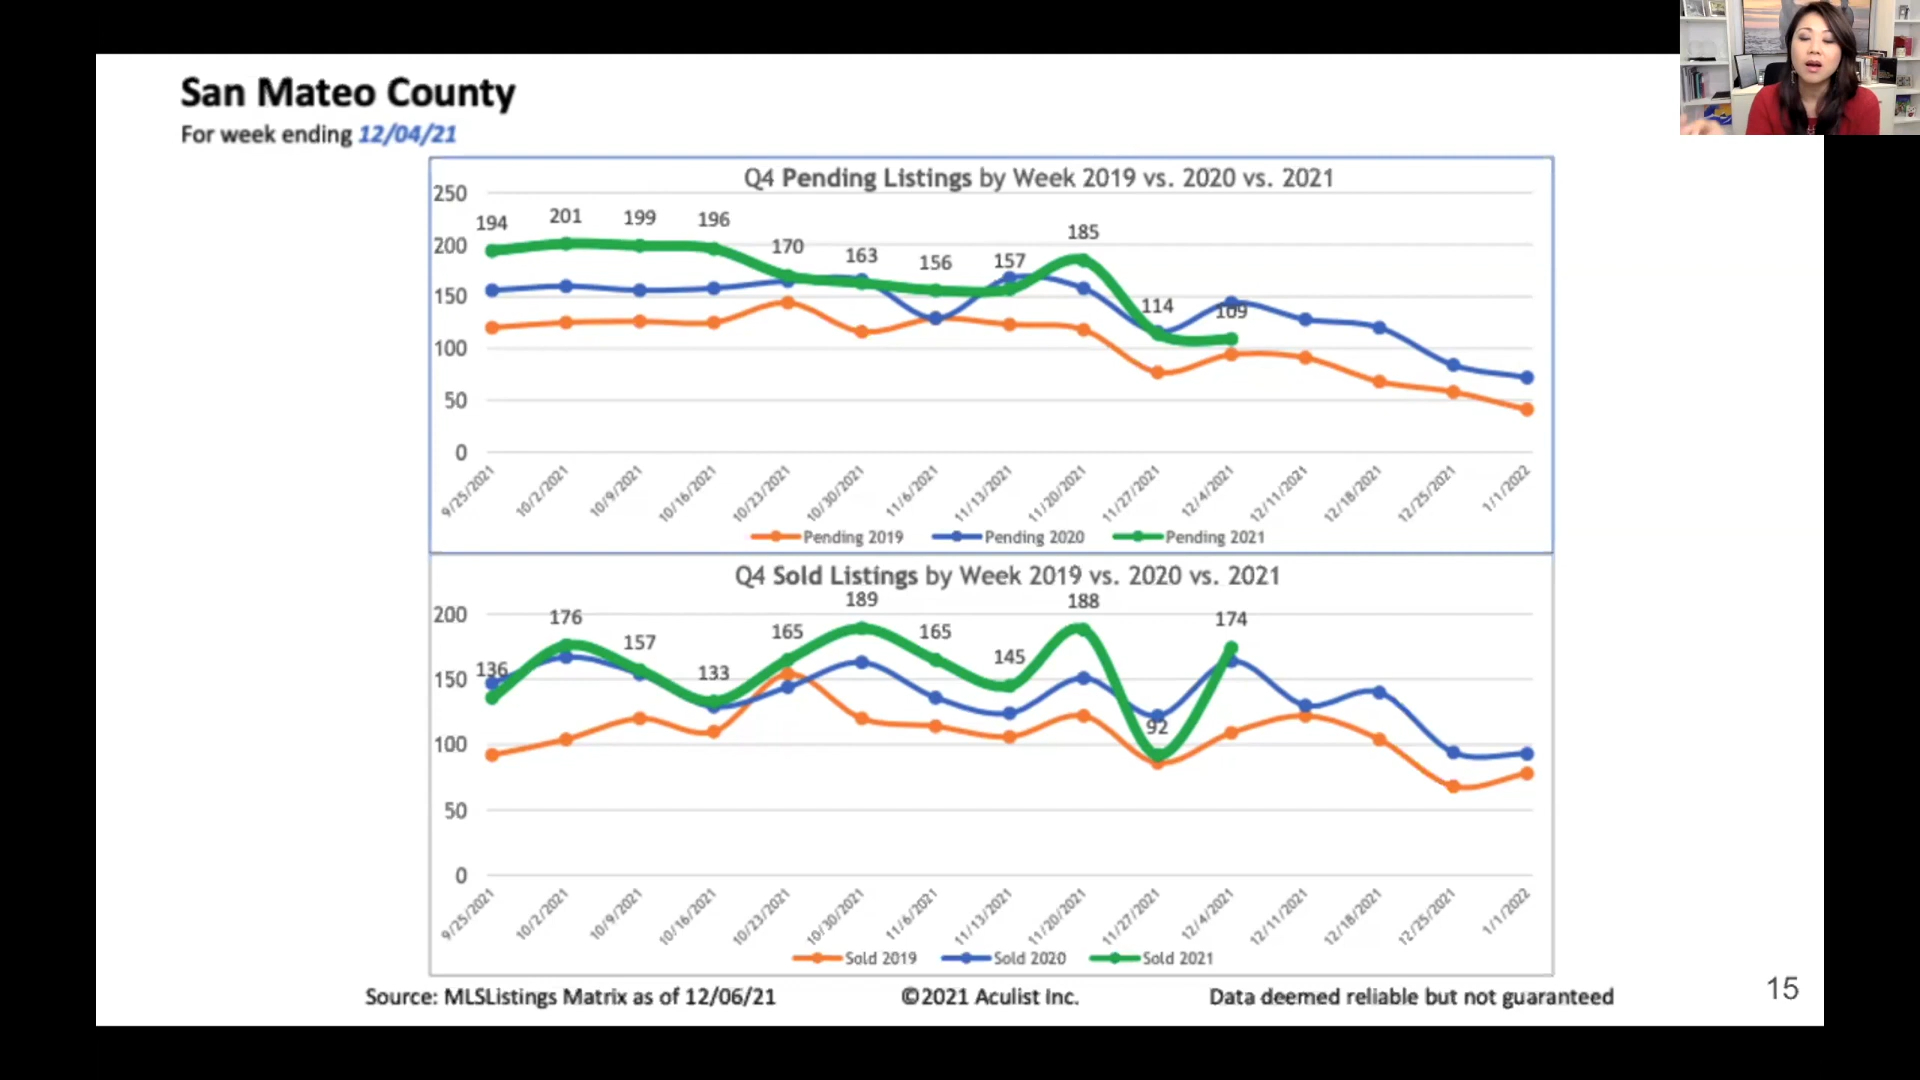 San Mateo County
For week ending 12/04/21
Q4 Pending Listings by Week 2019 vs. 2020 vs. 2021
250
200
150
100
50
0
194 201 199 196 170 163 156 157 185 114 109
9/25/2021 10/2/2021 10/9/2021 10/16/2021 10/23/2021 10/30/2021 11/6/2021 11/13/2021 11/20/2021 11/27/2021 12/4/2021 12/11/2021 12/18/2021 12/25/2021 1/1/2022
Pending 2019 Pending 2020 Pending 2021
Q4 Sold Listings by Week 2019 vs. 2020 vs. 2021
200
150
100
50
0
136 176 157 133 165 189 165 145 188 92 174
9/25/2021 10/2/2021 10/9/2021 10/16/2021 10/23/2021 10/30/2021 11/6/2021 11/13/2021 11/20/2021 11/27/2021 12/4/2021 12/11/2021 12/18/2021 12/25/2021 1/1/2022
Sold 2019 Sold 2020 Sold 2021
Source: MLSListings Matrix as of 12/06/21 ©2021 Aculist Inc. Data deemed reliable but not guaranteed
15